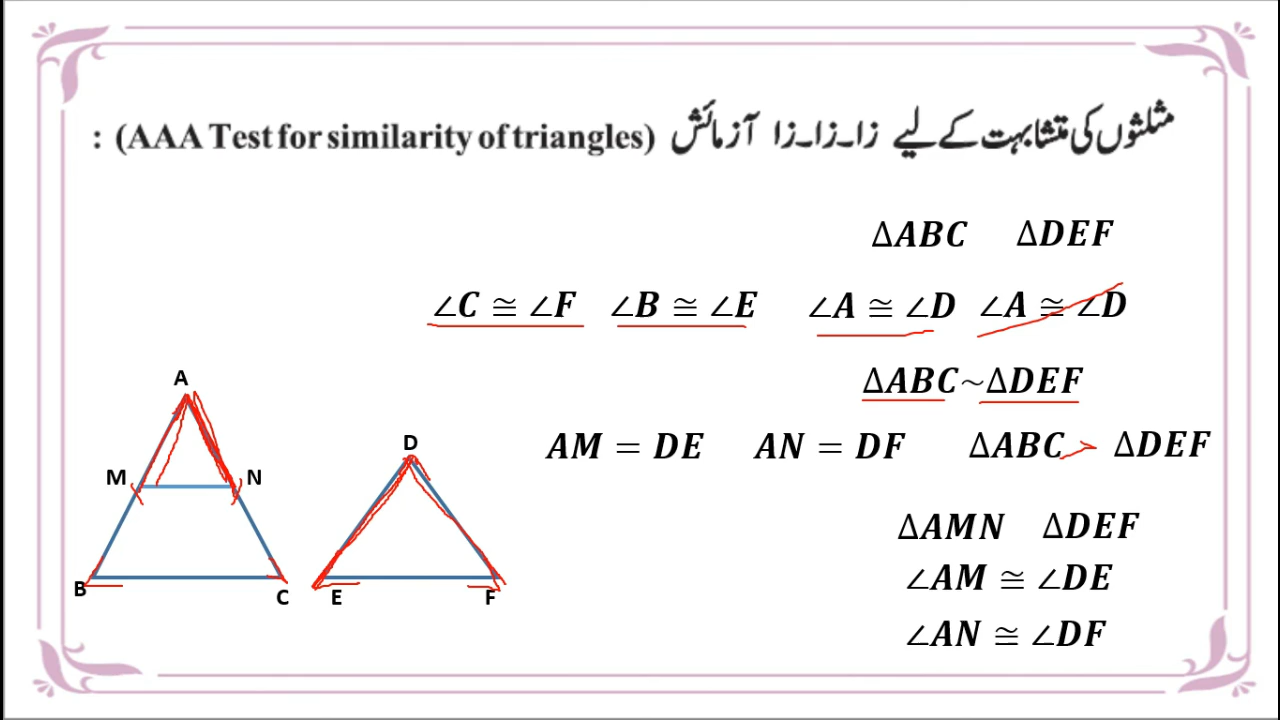 مثلثوں کی متشابہت کے لیے زا۔زا۔زا آزمائش (AAA Test for similarity of triangles) :
ΔABC ΔDEF
∠C ≅ ∠F ∠B ≅ ∠E ∠A ≅ ∠D ∠A ≅ ∠D
ΔABC~ΔDEF
AM = DE AN = DF ΔABC > ΔDEF
ΔAMN ΔDEF
∠AM ≅ ∠DE
∠AN ≅ ∠DF
A
M N
B C
D
E F